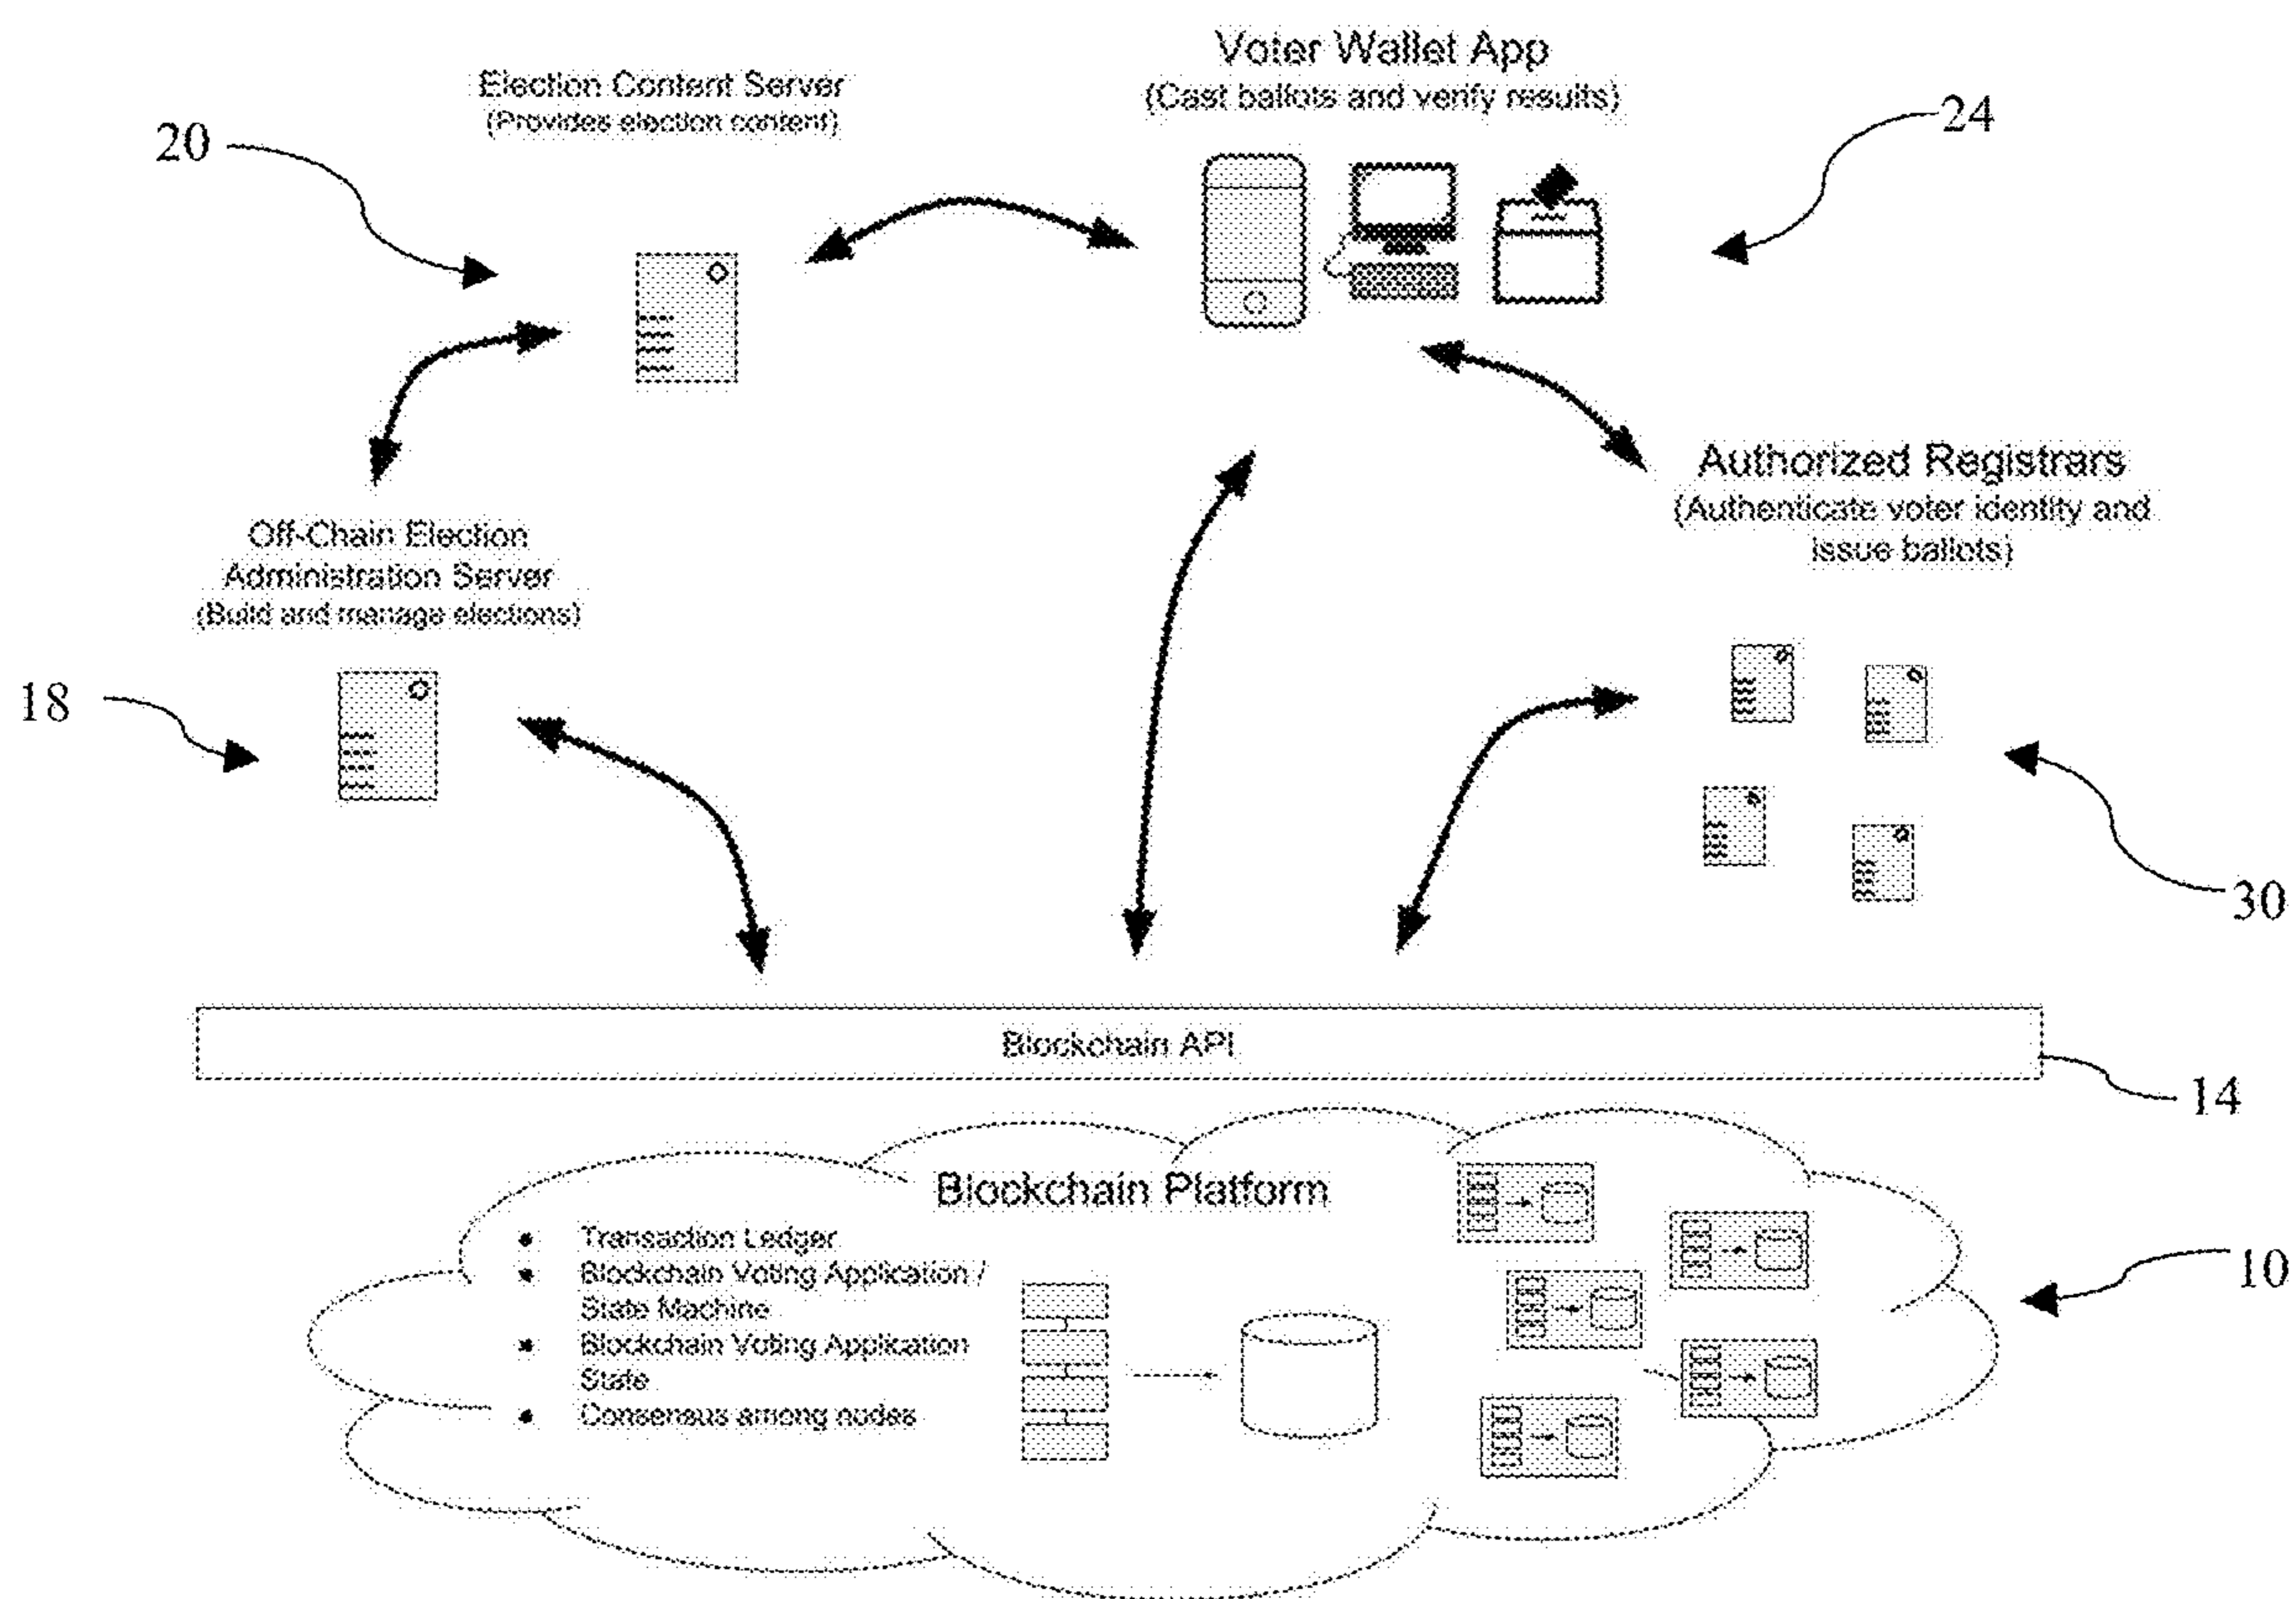 Voter Wallet App
(Cast ballots and verify results)
24
Election Content Server
(Provides election content)
20
Authorized Registrars
(Authenticate voter identity and
issue ballots)
30
Off-Chain Election
Administration Server
(Build and manage elections)
18
Blockchain API
14
Blockchain Platform
• Transaction Ledger
• Blockchain Voting Application /
State Machine
• Blockchain Voting Application
State
• Consensus among nodes
10